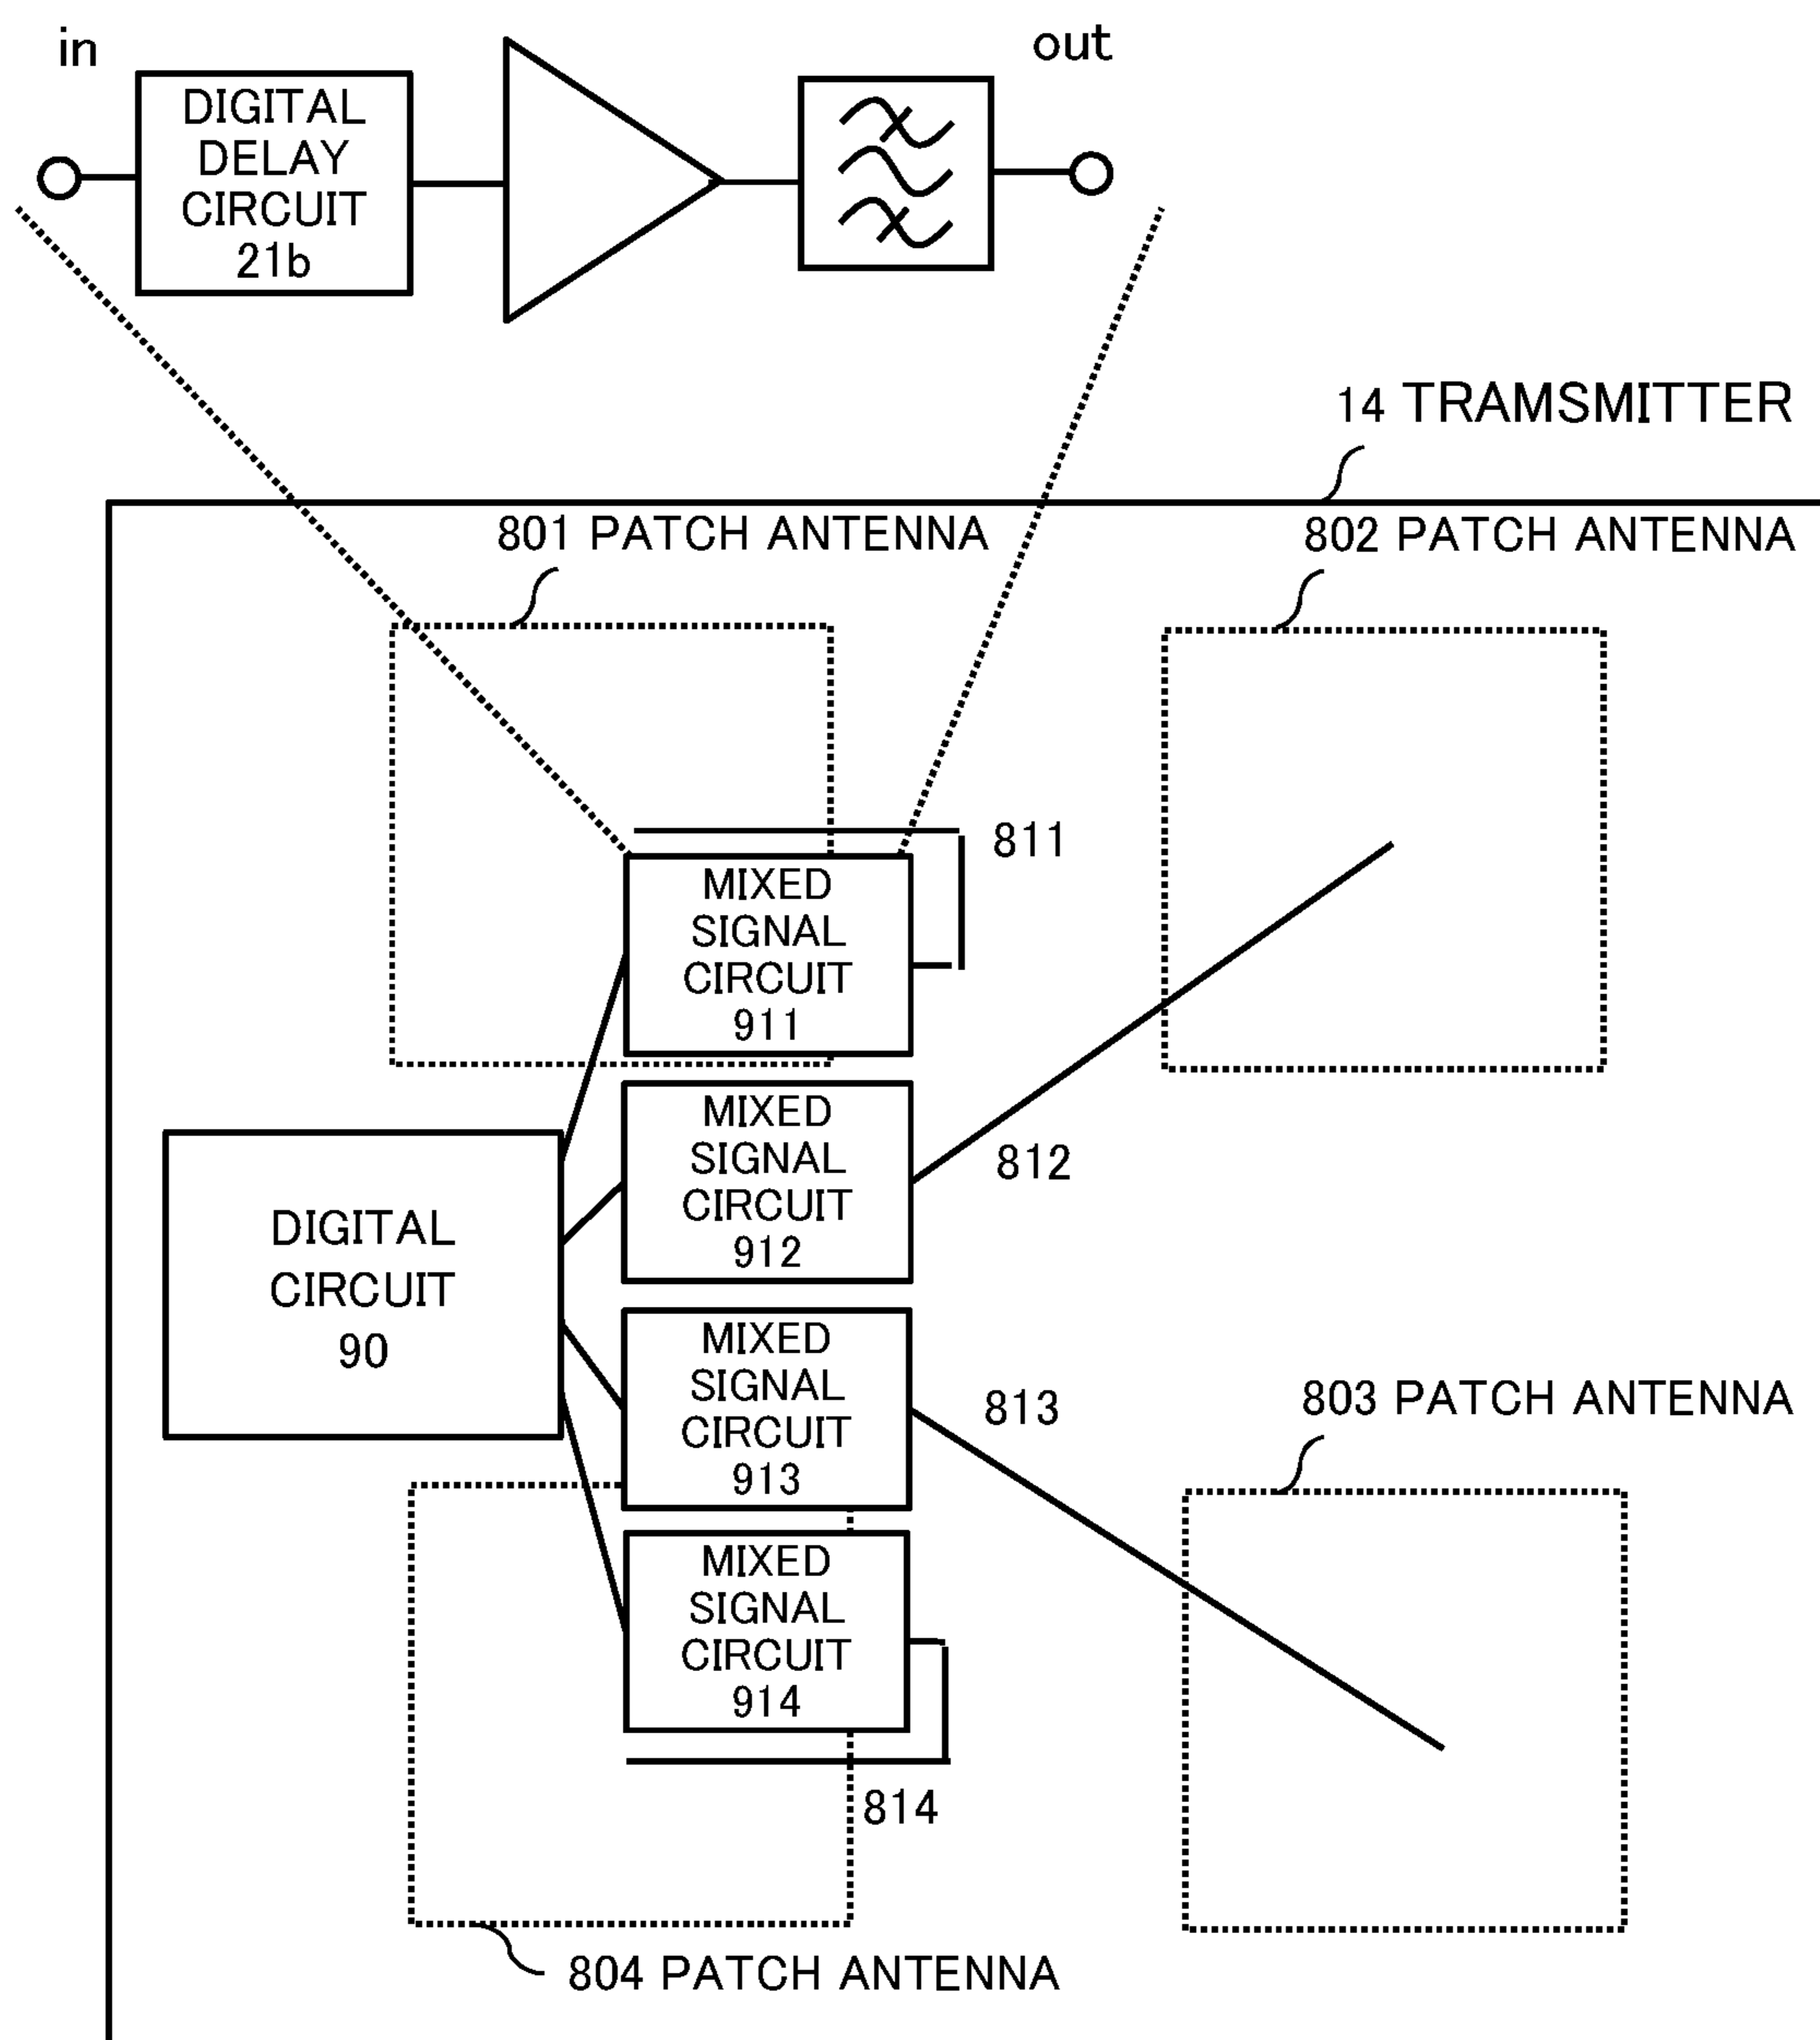 in
out
DIGITAL
DELAY
CIRCUIT
21b
14 TRAMSMITTER
801 PATCH ANTENNA
802 PATCH ANTENNA
811
MIXED
SIGNAL
CIRCUIT
911
MIXED
SIGNAL
CIRCUIT
912
812
DIGITAL
CIRCUIT
90
MIXED
SIGNAL
CIRCUIT
913
813
803 PATCH ANTENNA
MIXED
SIGNAL
CIRCUIT
914
814
804 PATCH ANTENNA